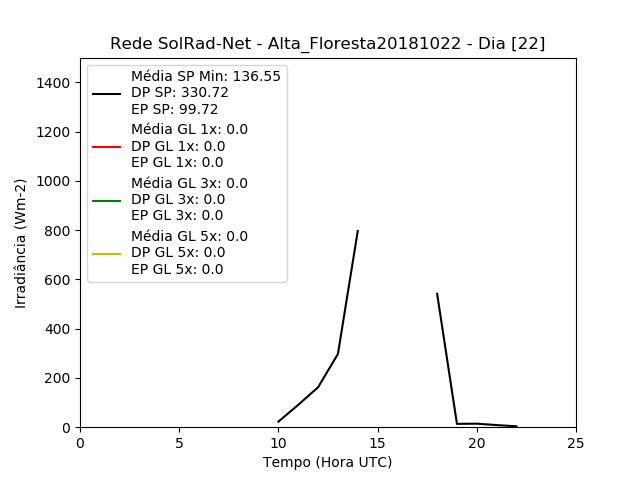 Rede SolRad-Net - Alta_Floresta20181022 - Dia [22]
Média SP Min: 136.55
DP SP: 330.72
EP SP: 99.72
Média GL 1x: 0.0
DP GL 1x: 0.0
EP GL 1x: 0.0
Média GL 3x: 0.0
DP GL 3x: 0.0
EP GL 3x: 0.0
Média GL 5x: 0.0
DP GL 5x: 0.0
EP GL 5x: 0.0
Irradiância (Wm-2)
1400
1200
1000
800
600
400
200
0
0 5 10 15 20 25
Tempo (Hora UTC)